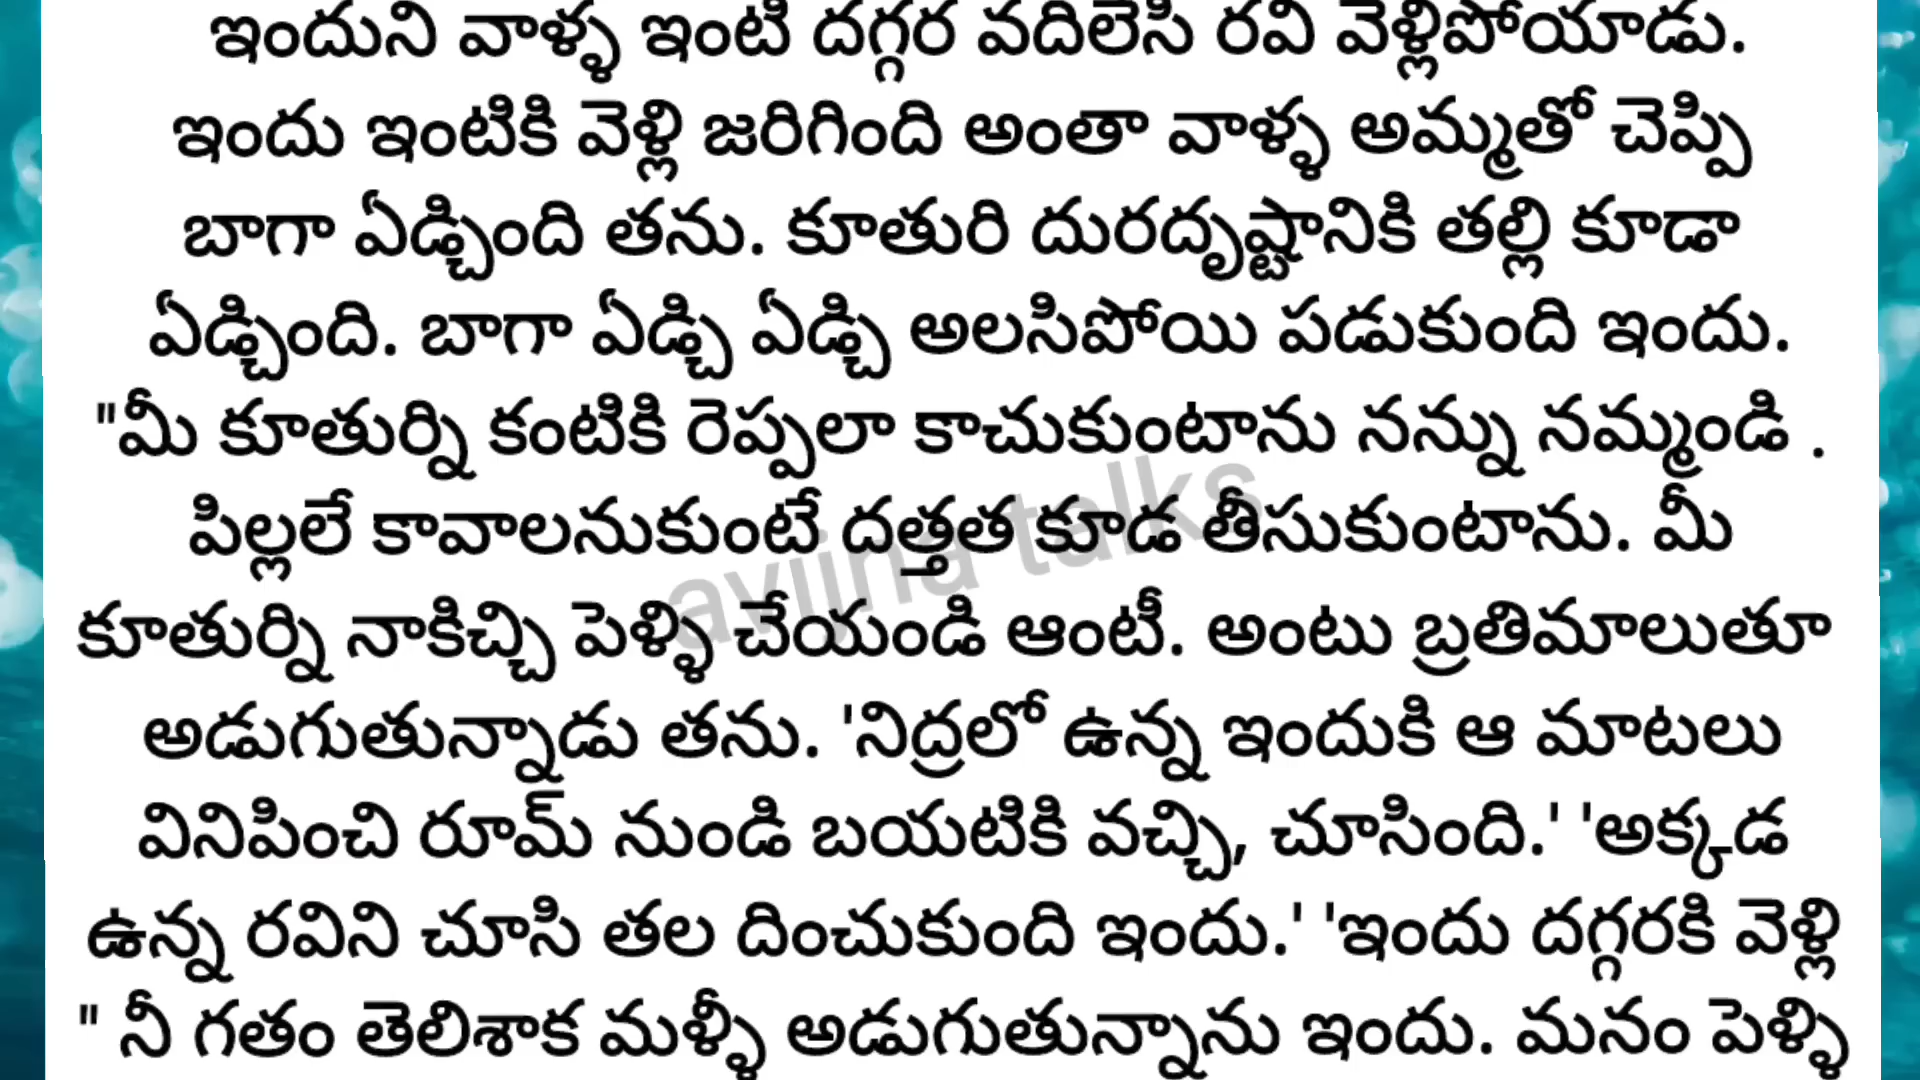 ఇందుని వాళ్ళ ఇంటి దగ్గర వదిలేసి రవి వెళ్లిపోయాడు.
ఇందు ఇంటికి వెళ్లి జరిగింది అంతా వాళ్ళ అమ్మతో చెప్పి
బాగా ఏడ్చింది తను. కూతురి దురదృష్టానికి తల్లి కూడా
ఏడ్చింది. బాగా ఏడ్చి ఏడ్చి అలసిపోయి పడుకుంది ఇందు.
"మీ కూతుర్ని కంటికి రెప్పలా కాచుకుంటాను నన్ను నమ్మండి .
పిల్లలే కావాలనుకుంటే దత్తత కూడ తీసుకుంటాను. మీ
కూతుర్ని నాకిచ్చి పెళ్ళి చేయండి ఆంటీ. అంటు బ్రతిమాలుతూ
అడుగుతున్నాడు తను. 'నిద్రలో ఉన్న ఇందుకి ఆ మాటలు
వినిపించి రూమ్ నుండి బయటికి వచ్చి, చూసింది.' 'అక్కడ
ఉన్న రవిని చూసి తల దించుకుంది ఇందు.' 'ఇందు దగ్గరకి వెళ్లి
" నీ గతం తెలిశాక మళ్ళీ అడుగుతున్నాను ఇందు. మనం పెళ్ళి
avijna talks